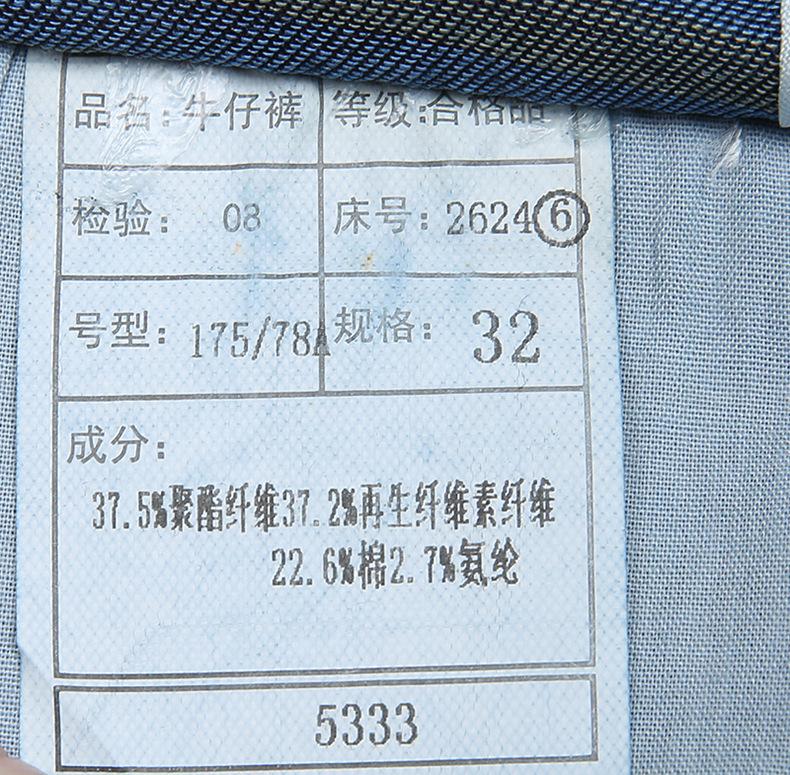 品名:牛仔裤 等级:合格品
检验: 08 床号:2624⑥
号型:175/78A 规格: 32
成分:
37.5%聚酯纤维37.2%再生纤维素纤维
22.6%棉2.7%氨纶
5333